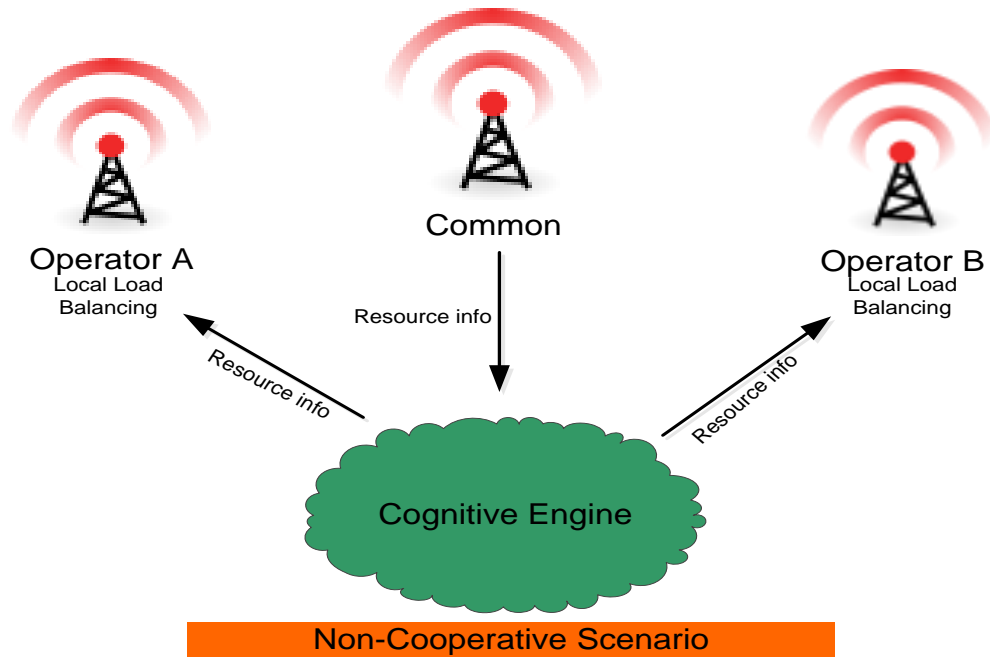 Common
Operator A
Local Load
Balancing
Operator B
Local Load
Balancing
Resource info
Resource info
Resource info
Cognitive Engine
Non-Cooperative Scenario